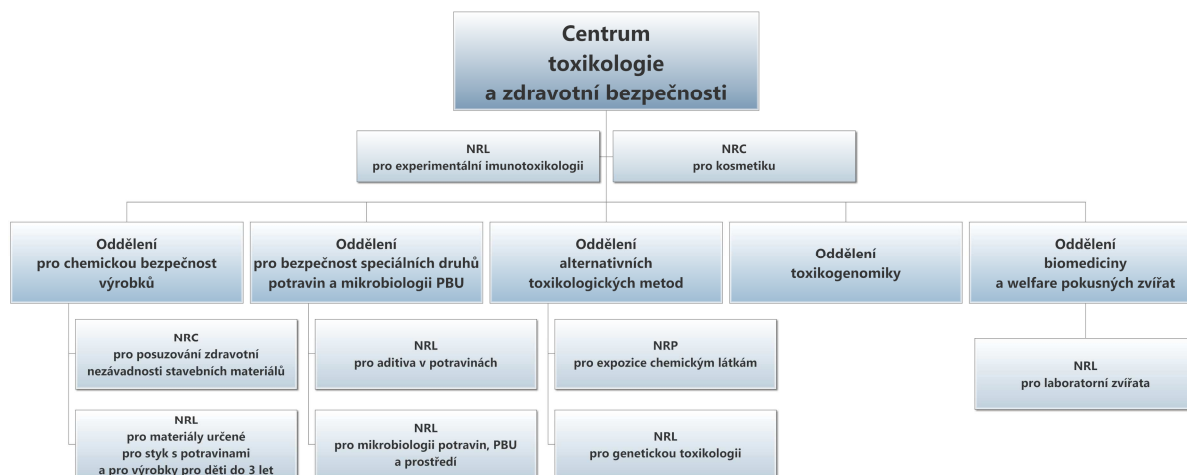 Centrum
toxikologie
a zdravotní bezpečnosti
NRL
pro experimentální imunotoxikologii
NRC
pro kosmetiku
Oddělení
pro chemickou bezpečnost
výrobků
Oddělení
pro bezpečnost speciálních druhů
potravin a mikrobiologii PBU
Oddělení
alternativních
toxikologických metod
Oddělení
toxikogenomiky
Oddělení
biomediciny
a welfare pokusných zvířat
NRC
pro posuzování zdravotní
nezávadnosti stavebních materiálů
NRL
pro aditiva v potravinách
NRP
pro expozice chemickým látkám
NRL
pro laboratorní zvířata
NRL
pro materiály určené
pro styk s potravinami
a pro výrobky pro děti do 3 let
NRL
pro mikrobiologii potravin, PBU
a prostředí
NRL
pro genetickou toxikologii